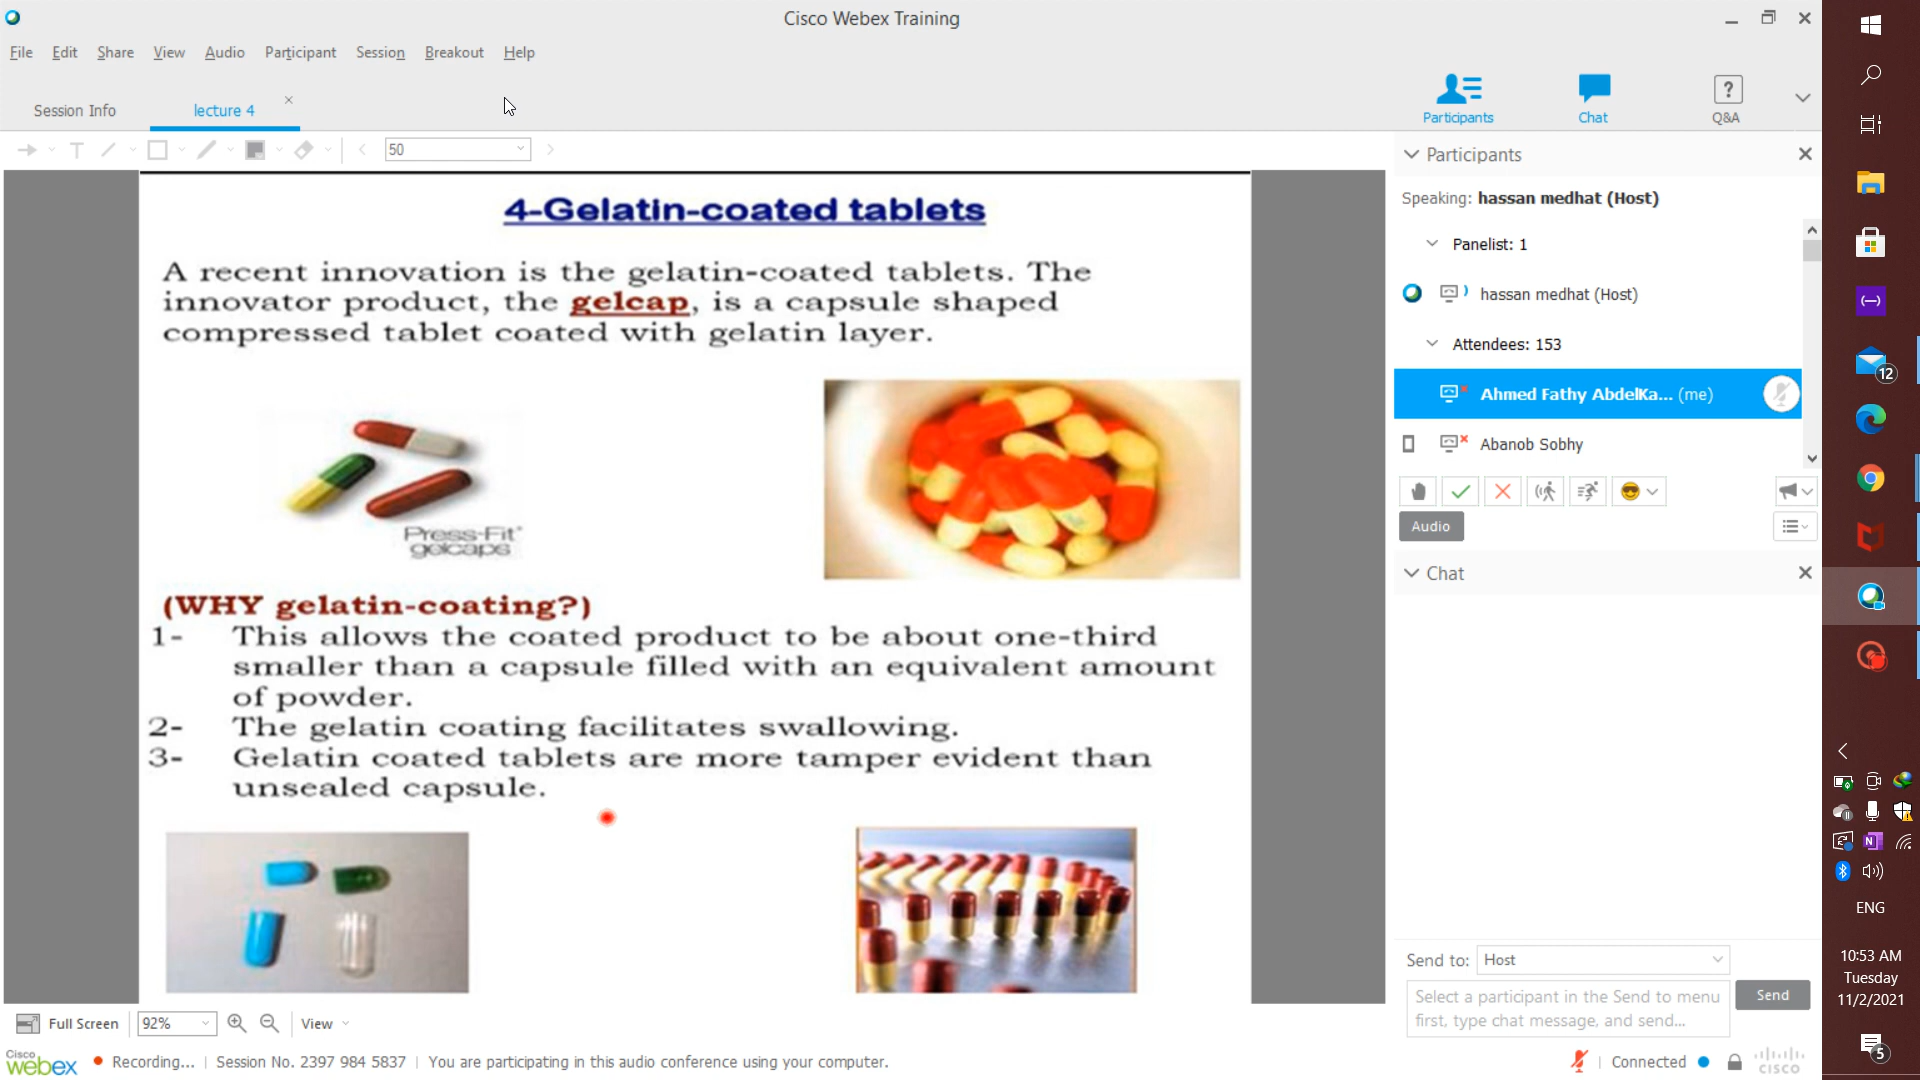 Cisco Webex Training
File Edit Share View Audio Participant Session Breakout Help
Session Info
lecture 4
Participants
Chat
Q&A
50
4-Gelatin-coated tablets
A recent innovation is the gelatin-coated tablets. The
innovator product, the gelcap, is a capsule shaped
compressed tablet coated with gelatin layer.
Press-Fit
gelcaps
(WHY gelatin-coating?)
1- This allows the coated product to be about one-third
smaller than a capsule filled with an equivalent amount
of powder.
2- The gelatin coating facilitates swallowing.
3- Gelatin coated tablets are more tamper evident than
unsealed capsule.
Participants
Speaking: hassan medhat (Host)
Panelist: 1
hassan medhat (Host)
Attendees: 153
Ahmed Fathy AbdelKa... (me)
Abanob Sobhy
Audio
Chat
Send to: Host
Select a participant in the Send to menu
first, type chat message, and send...
Send
Full Screen
92%
View
Cisco
webex
Recording... | Session No. 2397 984 5837 | You are participating in this audio conference using your computer.
Connected
cisco
12
ENG
10:53 AM
Tuesday
11/2/2021
5